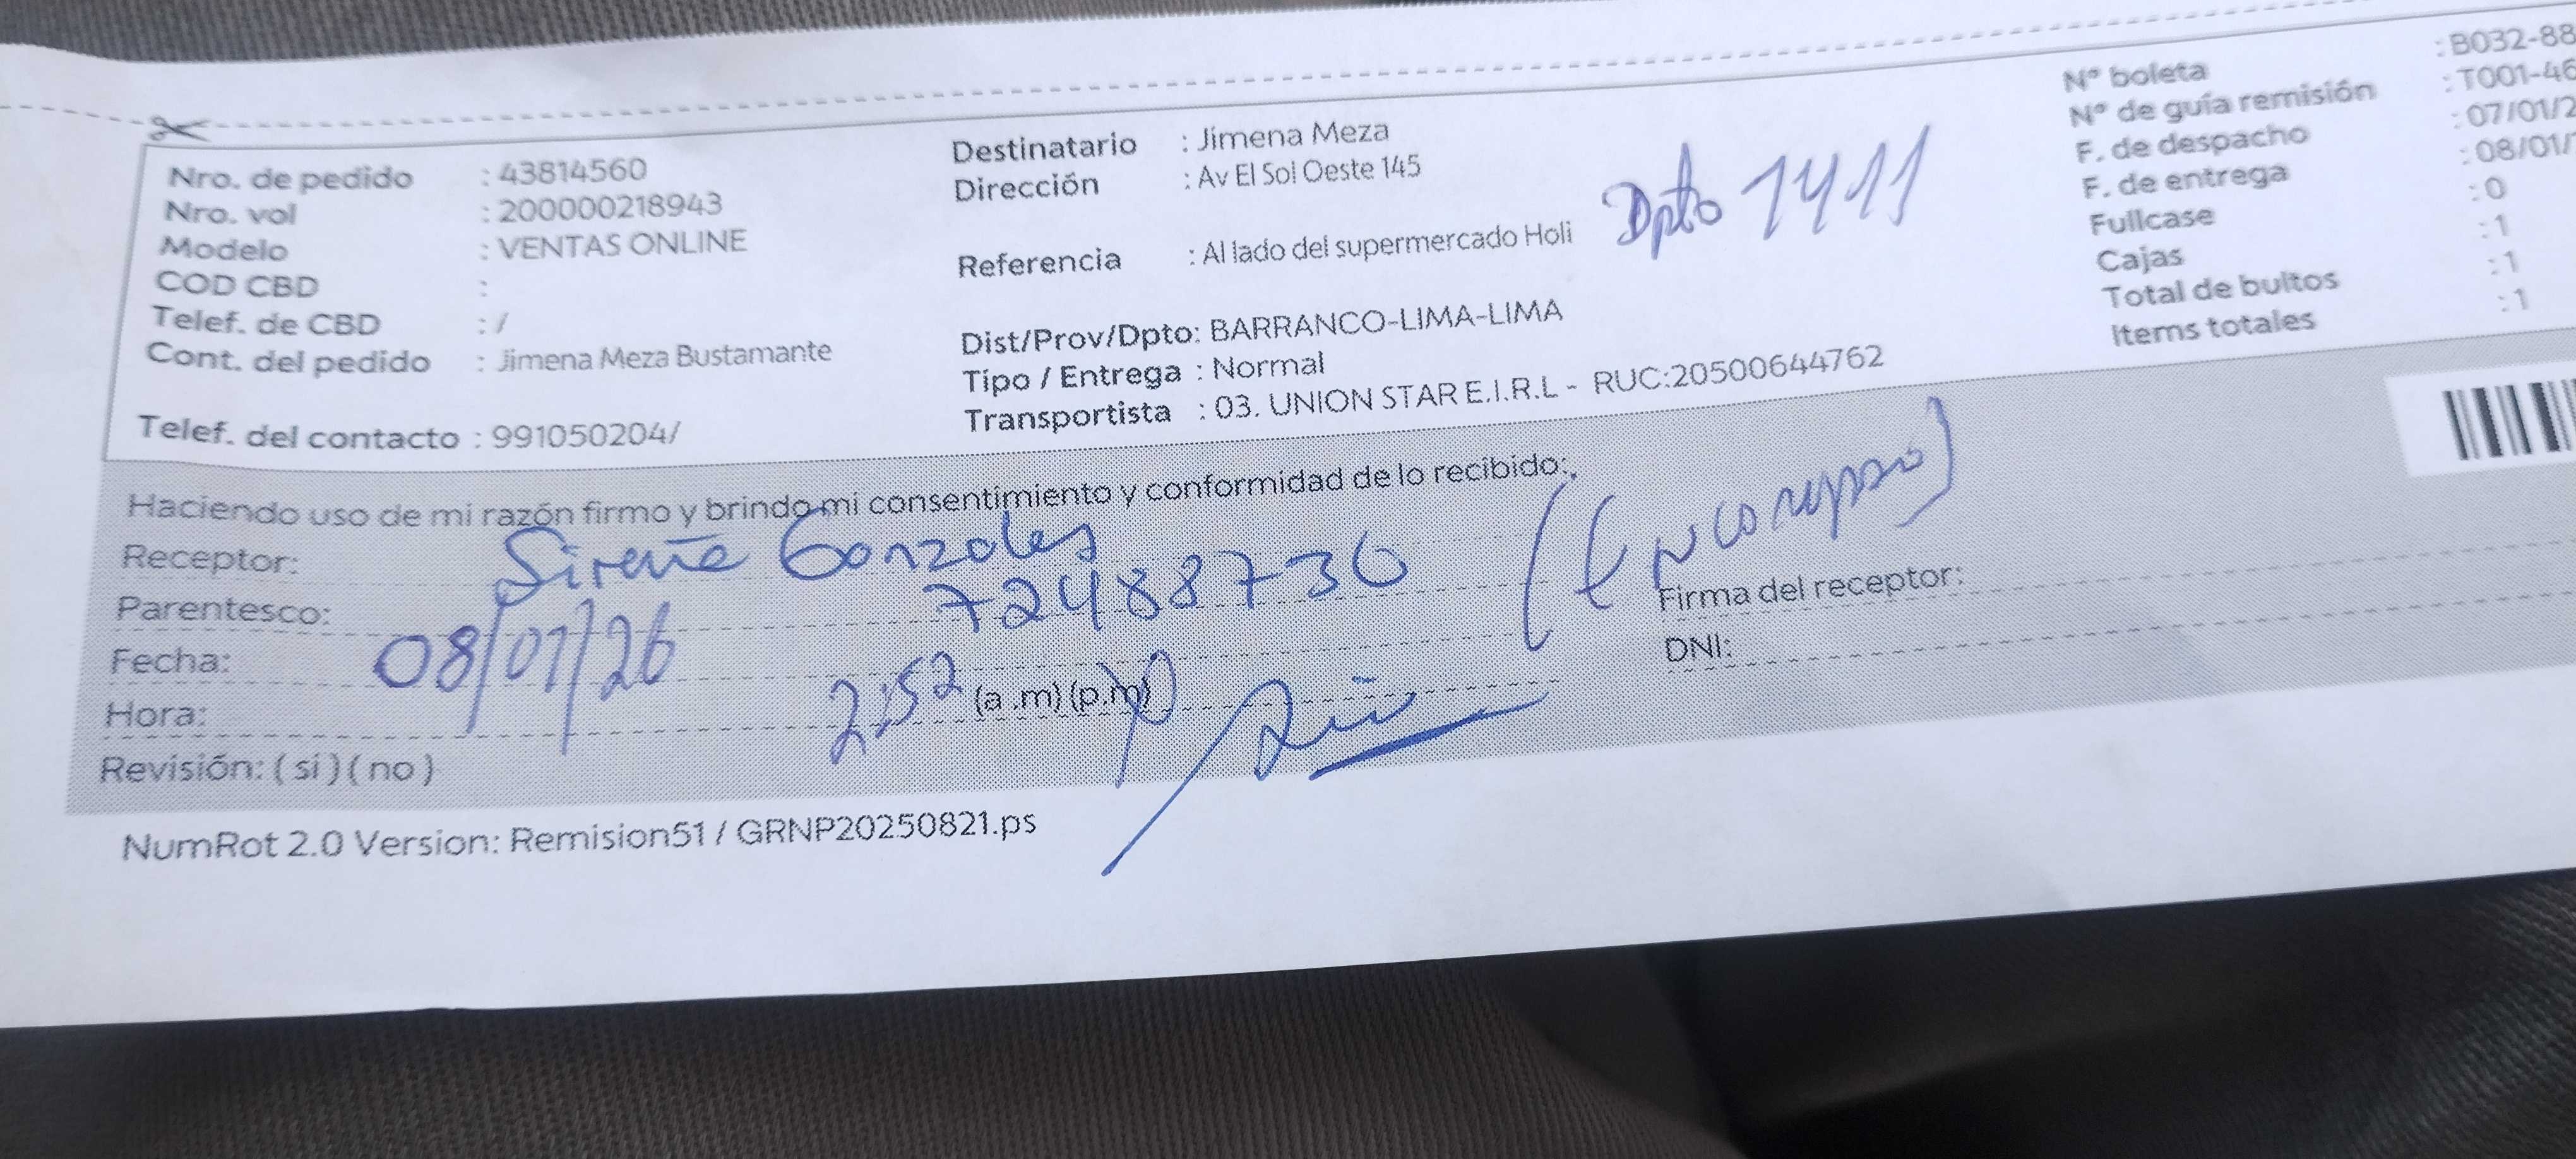 Nro. de pedido : 43814560
Nro. vol : 200000218943
Modelo : VENTAS ONLINE
COD CBD :
Telef. de CBD : /
Cont. del pedido : Jimena Meza Bustamante
Telef. del contacto : 991050204/
Destinatario : Jimena Meza
Dirección : Av El Sol Oeste 145
Dpto 1411
Referencia : Al lado del supermercado Holi
Dist/Prov/Dpto: BARRANCO-LIMA-LIMA
Tipo / Entrega : Normal
Transportista : 03. UNION STAR E.I.R.L - RUC:20500644762
N° boleta : B032-88
N° de guía remisión : T001-46
F. de despacho : 07/01/2
F. de entrega : 08/01/
Fullcase : 0
Cajas : 1
Total de bultos : 1
Items totales : 1
Haciendo uso de mi razón firmo y brindo mi consentimiento y conformidad de lo recibido:
Receptor: Gonzoles
Parentesco: 72488730
Fecha: 08/01/26
Hora: 2:52 (a .m) (p.m)
Revisión: ( si ) ( no )
Firma del receptor:
DNI:
NumRot 2.0 Version: Remision51 / GRNP20250821.ps